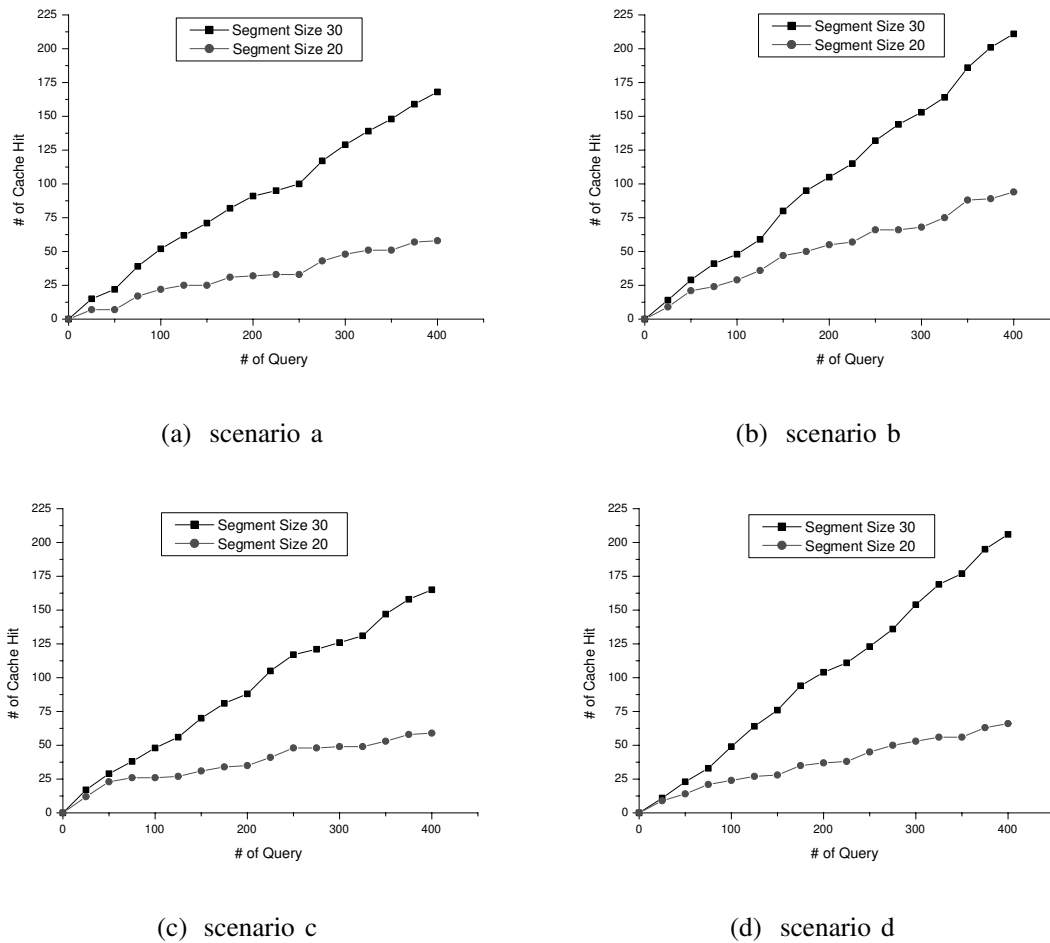 225
200
175
150
125
100
75
50
25
0
# of Cache Hit
Segment Size 30
Segment Size 20
0 100 200 300 400
# of Query
(a) scenario a
225
200
175
150
125
100
75
50
25
0
# of Cache Hit
Segment Size 30
Segment Size 20
0 100 200 300 400
# of Query
(b) scenario b
225
200
175
150
125
100
75
50
25
0
# of Cache Hit
Segment Size 30
Segment Size 20
0 100 200 300 400
# of Query
(c) scenario c
225
200
175
150
125
100
75
50
25
0
# of Cache Hit
Segment Size 30
Segment Size 20
0 100 200 300 400
# of Query
(d) scenario d